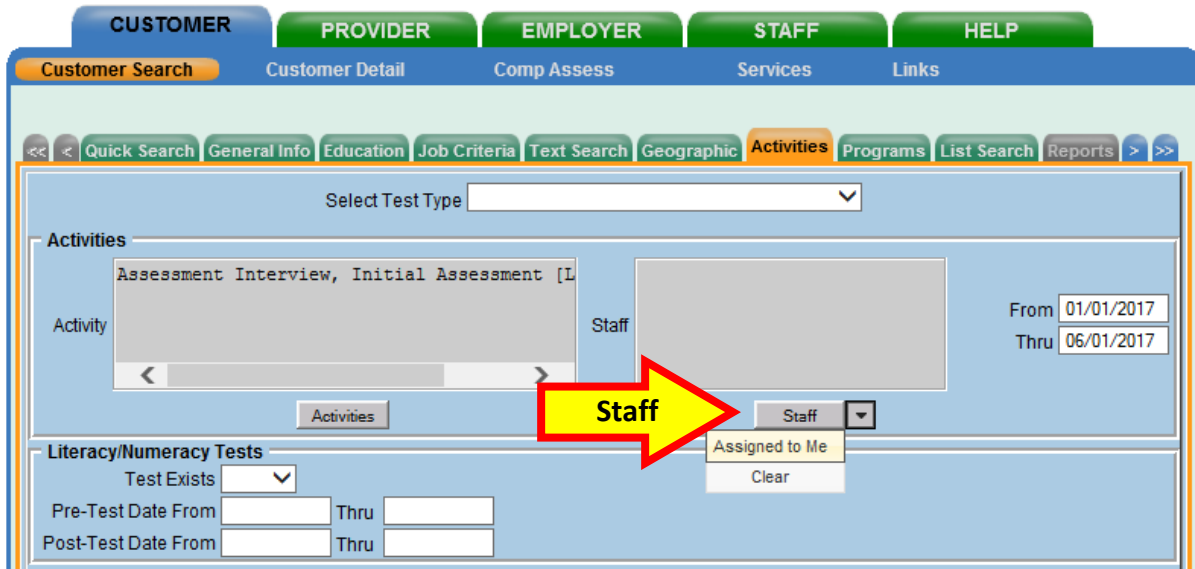 CUSTOMER PROVIDER EMPLOYER STAFF HELP
Customer Search Customer Detail Comp Assess Services Links
<< < Quick Search General Info Education Job Criteria Text Search Geographic Activities Programs List Search Reports > >>
Select Test Type
Activities
Assessment Interview, Initial Assessment [L
Activity
Staff
From 01/01/2017
Thru 06/01/2017
Activities
Staff
Staff
Assigned to Me
Clear
Literacy/Numeracy Tests
Test Exists
Pre-Test Date From Thru
Post-Test Date From Thru